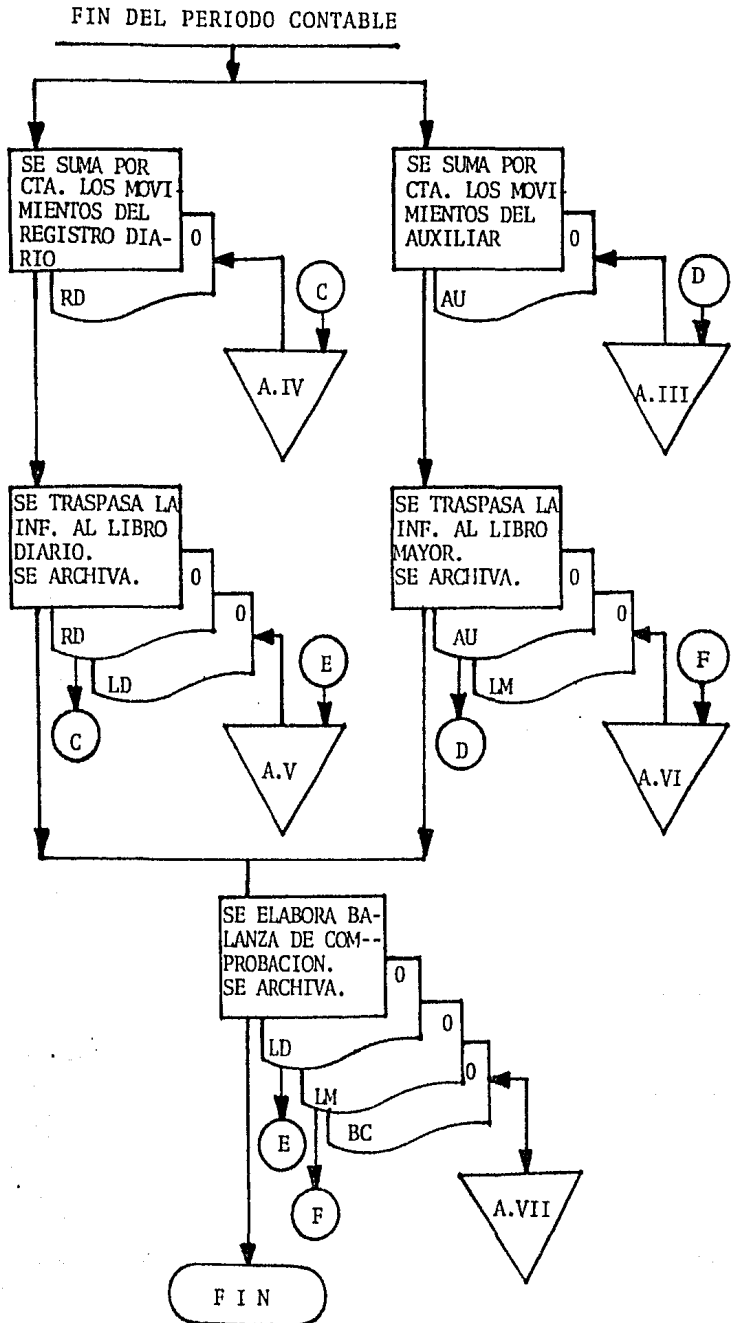 FIN DEL PERIODO CONTABLE
SE SUMA POR
CTA. LOS MOVI-
MIENTOS DEL
REGISTRO DIA-
RIO
0
RD
C
A.IV
SE SUMA POR
CTA. LOS MOVI
MIENTOS DEL
AUXILIAR
0
AU
D
A.III
SE TRASPASA LA
INF. AL LIBRO
DIARIO.
SE ARCHIVA.
0
0
RD
LD
C
E
A.V
SE TRASPASA LA
INF. AL LIBRO
MAYOR.
SE ARCHIVA.
0
0
AU
LM
D
F
A.VI
SE ELABORA BA-
LANZA DE COM--
PROBACION.
SE ARCHIVA.
0
0
0
LD
LM
BC
E
F
A.VII
F I N